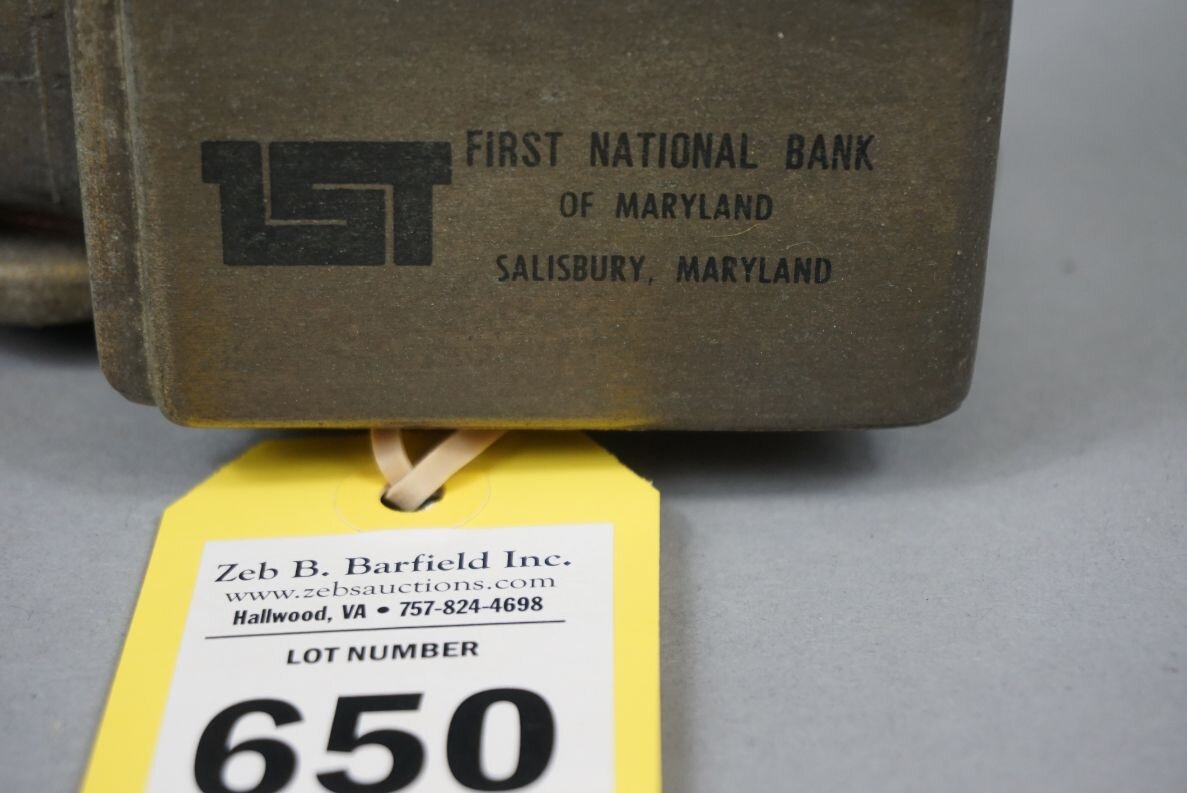 1ST FIRST NATIONAL BANK
OF MARYLAND
SALISBURY, MARYLAND
Zeb B. Barfield Inc.
www.zebsauctions.com
Hallwood, VA • 757-824-4698
LOT NUMBER
650